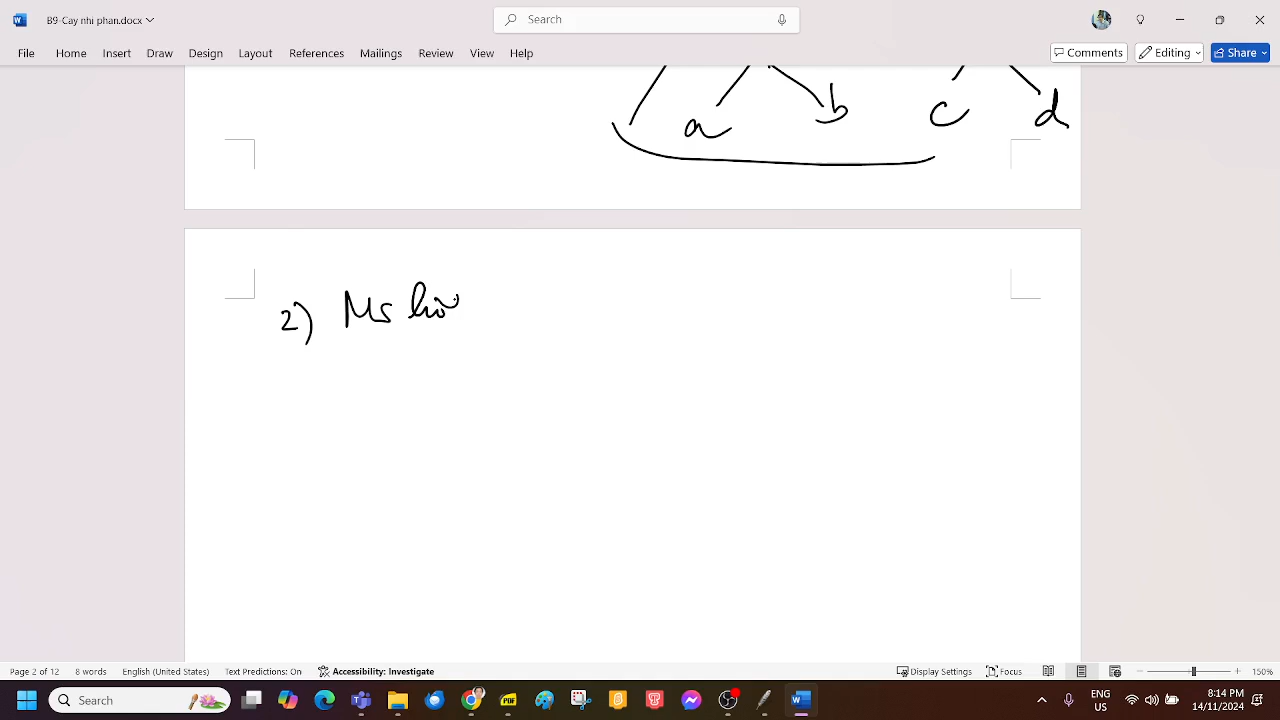 B9-Cay nhi phan.docx
Search
File Home Insert Draw Design Layout References Mailings Review View Help
Comments Editing Share
a b c d
2) Ms
Page 2 of 12 8 words English (United States) Text Predictions: On Accessibility: Investigate Display Settings Focus 150%
Search
PDF
ENG
US
8:14 PM
14/11/2024